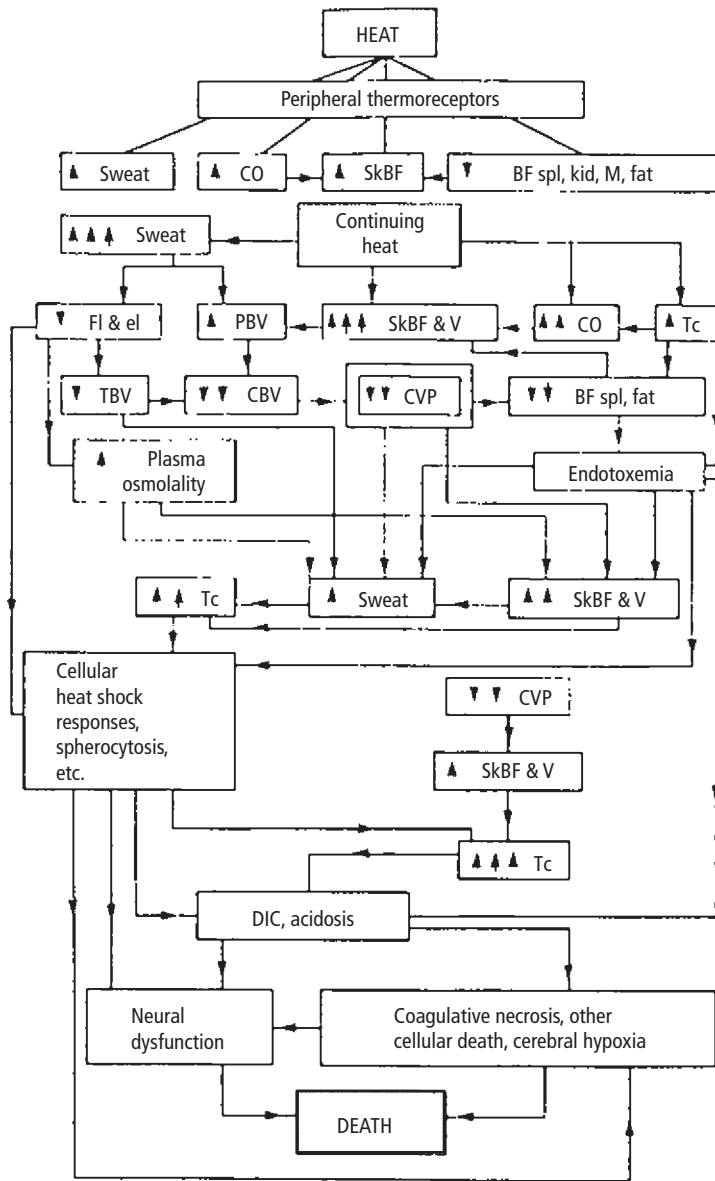 HEAT
Peripheral thermoreceptors
Sweat
CO
SkBF
BF spl, kid, M, fat
Sweat
Continuing
heat
Fl & el
PBV
SkBF & V
CO
Tc
TBV
CBV
CVP
BF spl, fat
Plasma
osmolality
Endotoxemia
Tc
Sweat
SkBF & V
Cellular
heat shock
responses,
spherocytosis,
etc.
CVP
SkBF & V
Tc
DIC, acidosis
Neural
dysfunction
Coagulative necrosis, other
cellular death, cerebral hypoxia
DEATH